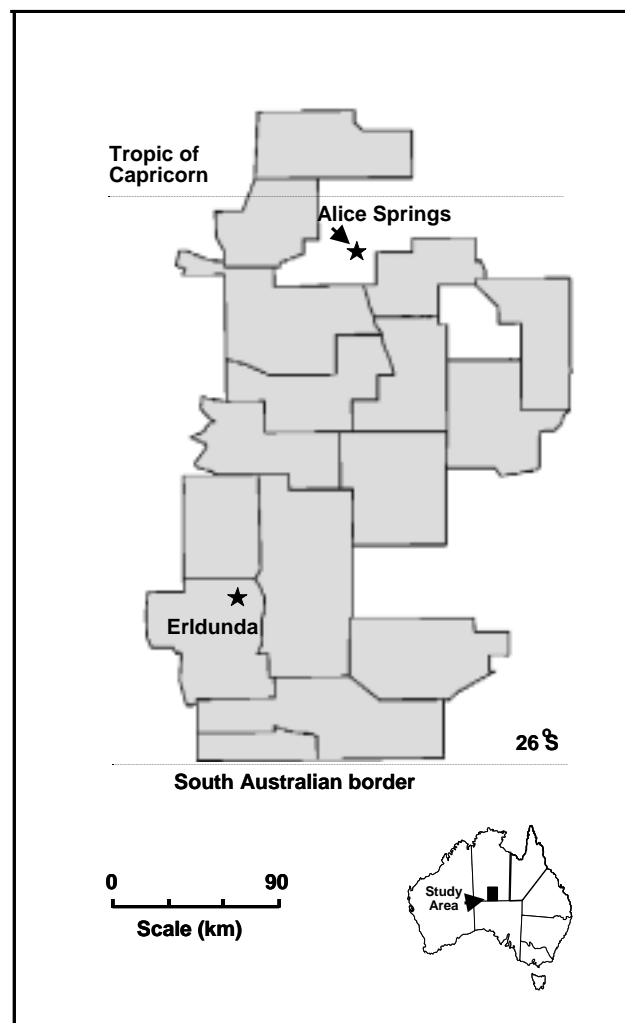 Tropic of
Capricorn
Alice Springs
Erldunda
26°S
South Australian border
0 90
Scale (km)
Study
Area